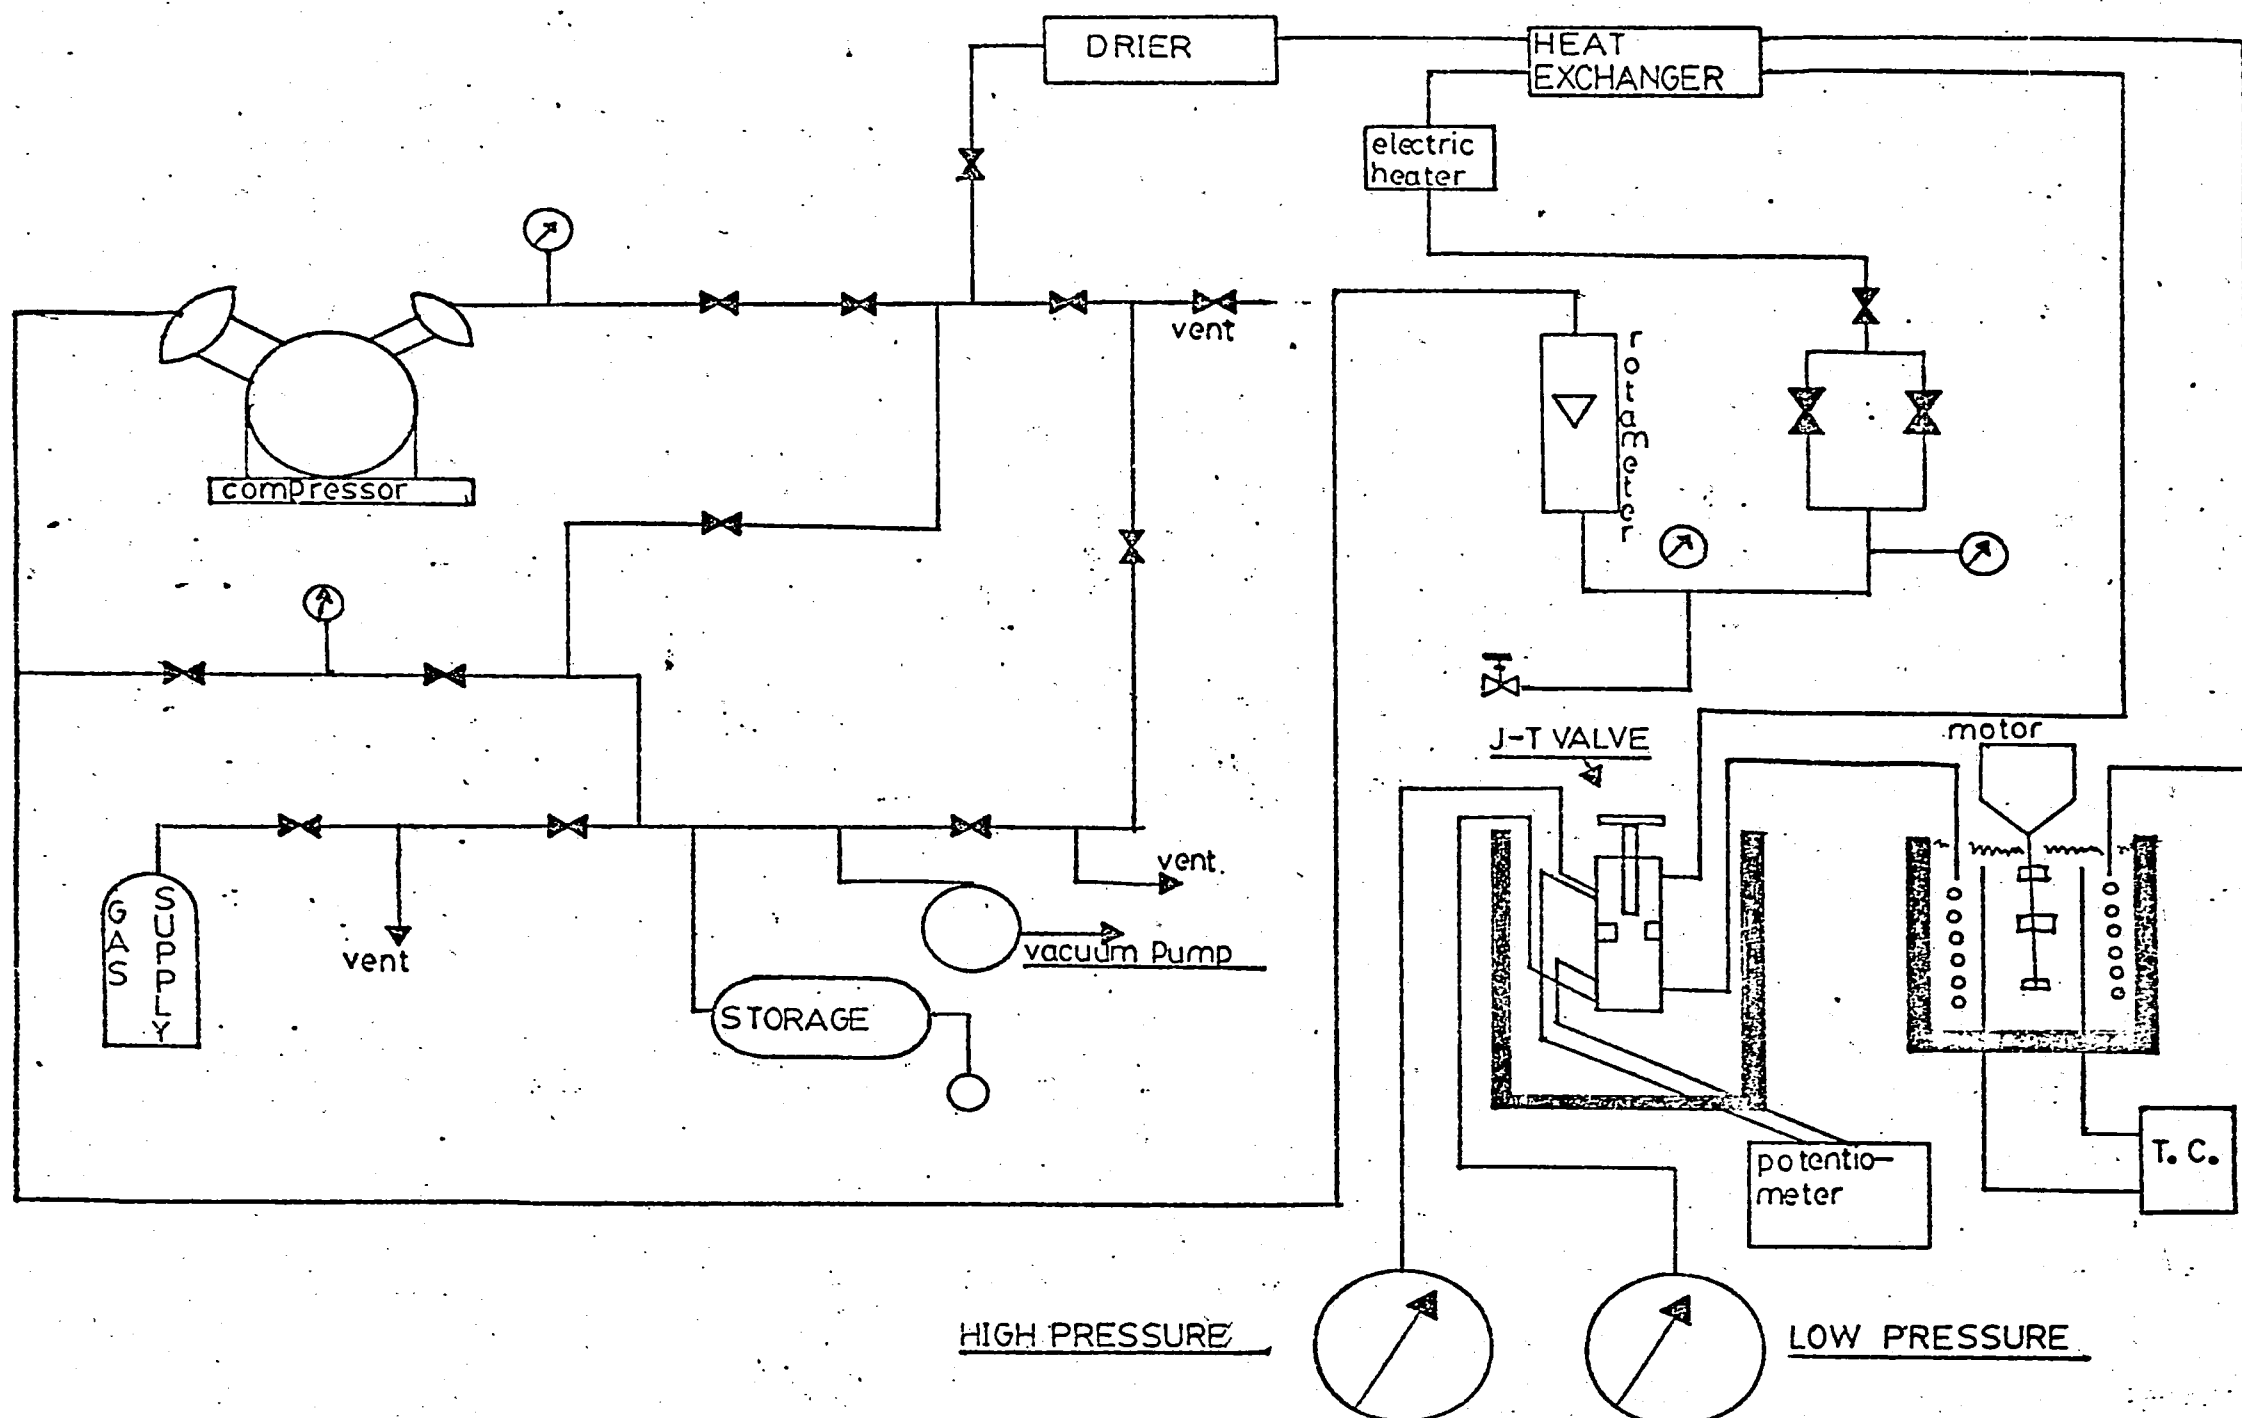 DRIER
HEAT
EXCHANGER
electric
heater
vent
rotameter
compressor
motor
J-T VALVE
vent.
GAS
SUPPLY
vent
vacuum Pump
STORAGE
T. C.
potentio-
meter
HIGH PRESSURE
LOW PRESSURE